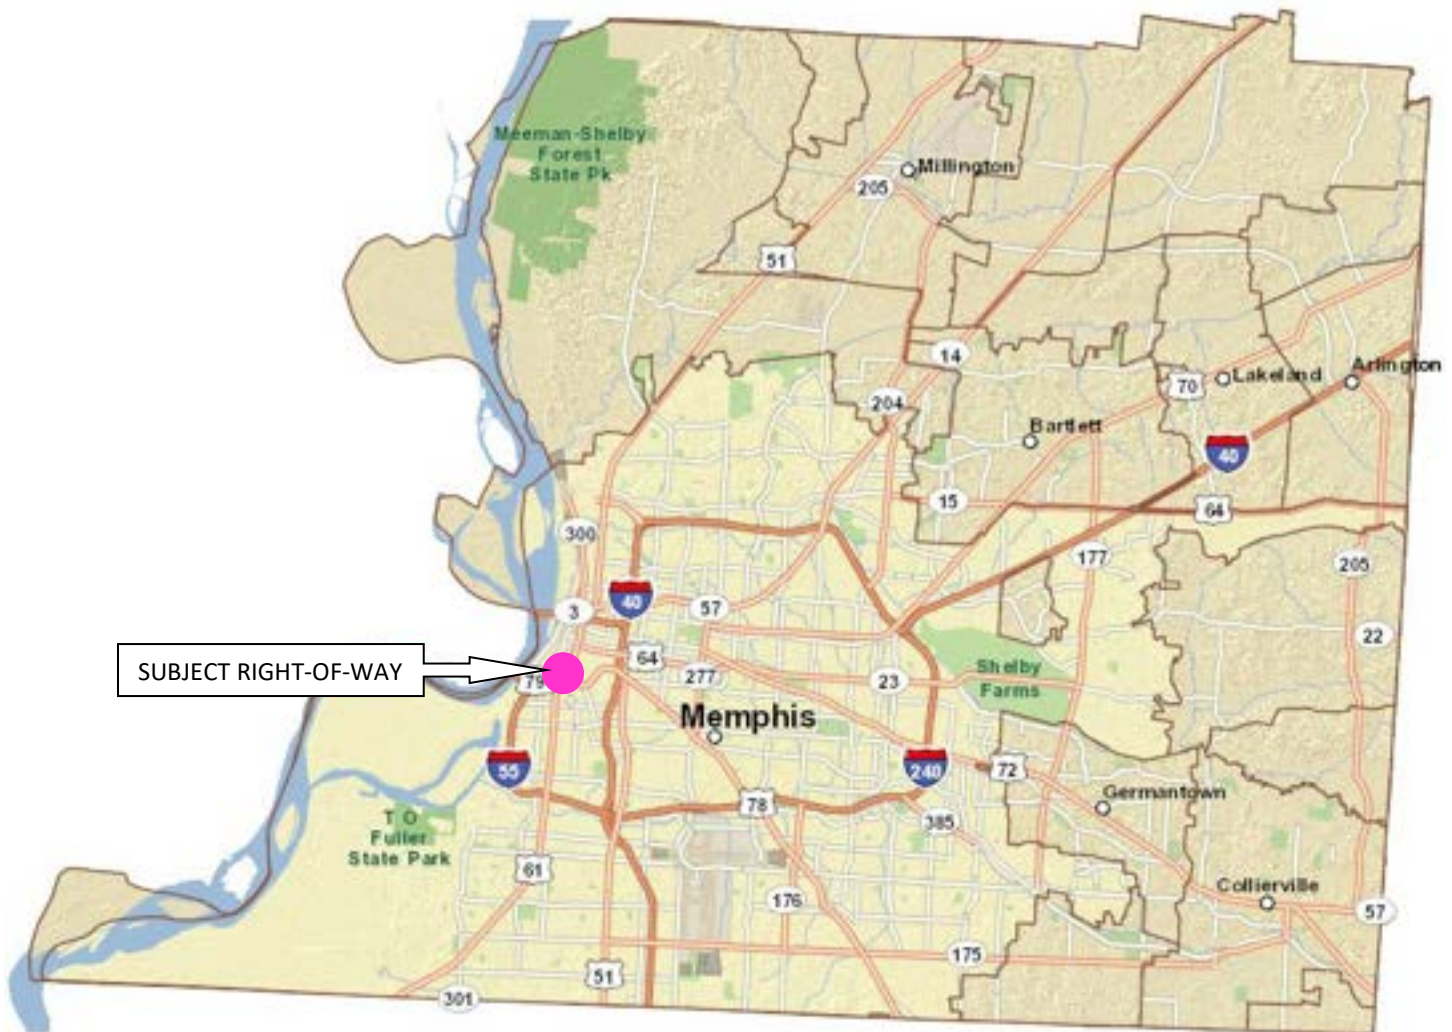 Meeman-Shelby
Forest
State Pk
Millington
205
51
14
Arlington
70
Lakeland
204
Bartlett
40
15
64
300
177
205
40
3
57
22
SUBJECT RIGHT-OF-WAY
64
Shelby
Farms
79
277
23
Memphis
55
240
72
78
Germantown
T O
Fuller
State Park
385
61
Collierville
176
57
175
51
301